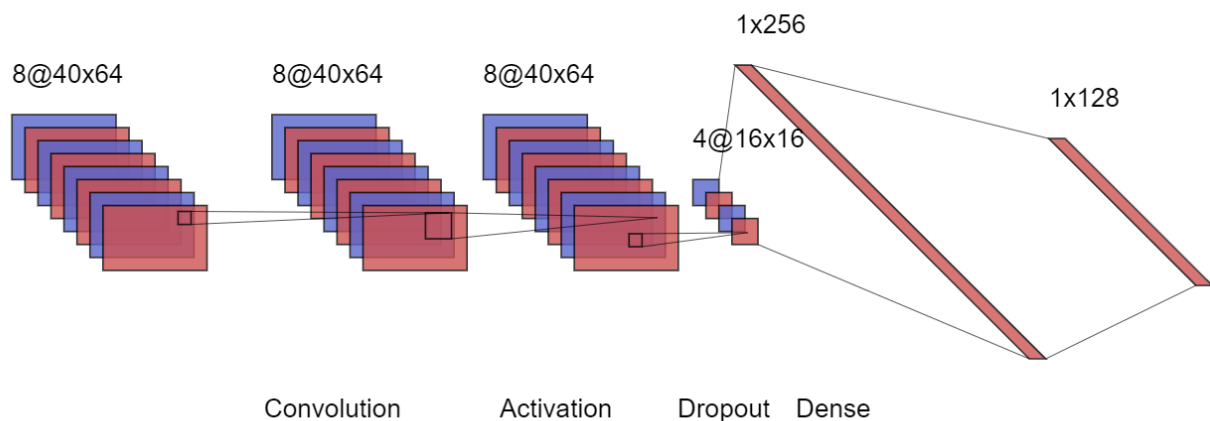 1x256
8@40x64
8@40x64
8@40x64
1x128
4@16x16
Convolution
Activation
Dropout
Dense